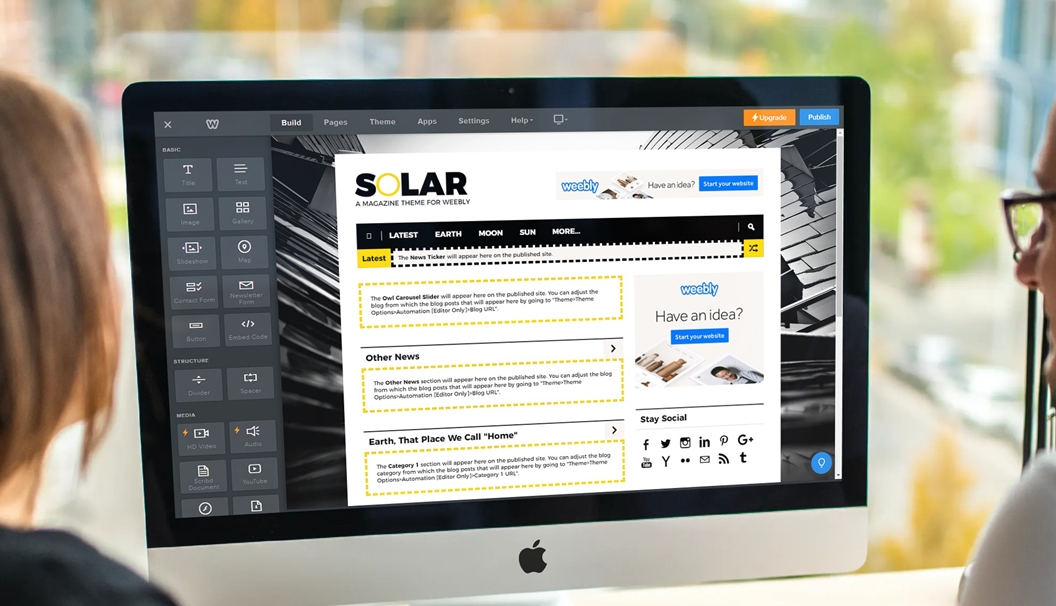 Build Pages Theme Apps Settings Help
Upgrade
Publish
BASIC
Title
Text
Image
Gallery
Slideshow
Map
Contact Form
Newsletter
Form
Button
Embed Code
STRUCTURE
Divider
Spacer
MEDIA
HD Video
Audio
Scribd
Document
YouTube
SOLAR
A MAGAZINE THEME FOR WEEBLY
weebly Have an idea? Start your website
LATEST EARTH MOON SUN MORE...
Latest The News Ticker will appear here on the published site.
The Owl Carousel Slider will appear here on the published site. You can adjust the
blog from which the blog posts that will appear here by going to "Theme>Theme
Options>Automation [Editor Only]>Blog URL".
Other News
The Other News section will appear here on the published site. You can adjust the blog
from which the blog posts that will appear here by going to "Theme>Theme
Options>Automation [Editor Only]>Blog URL".
Earth, That Place We Call "Home"
The Category 1 section will appear here on the published site. You can adjust the blog
category from which the blog posts that will appear here by going to "Theme>Theme
Options>Automation [Editor Only]>Category 1 URL".
weebly
Have an idea?
Start your website
Stay Social
You
Tube